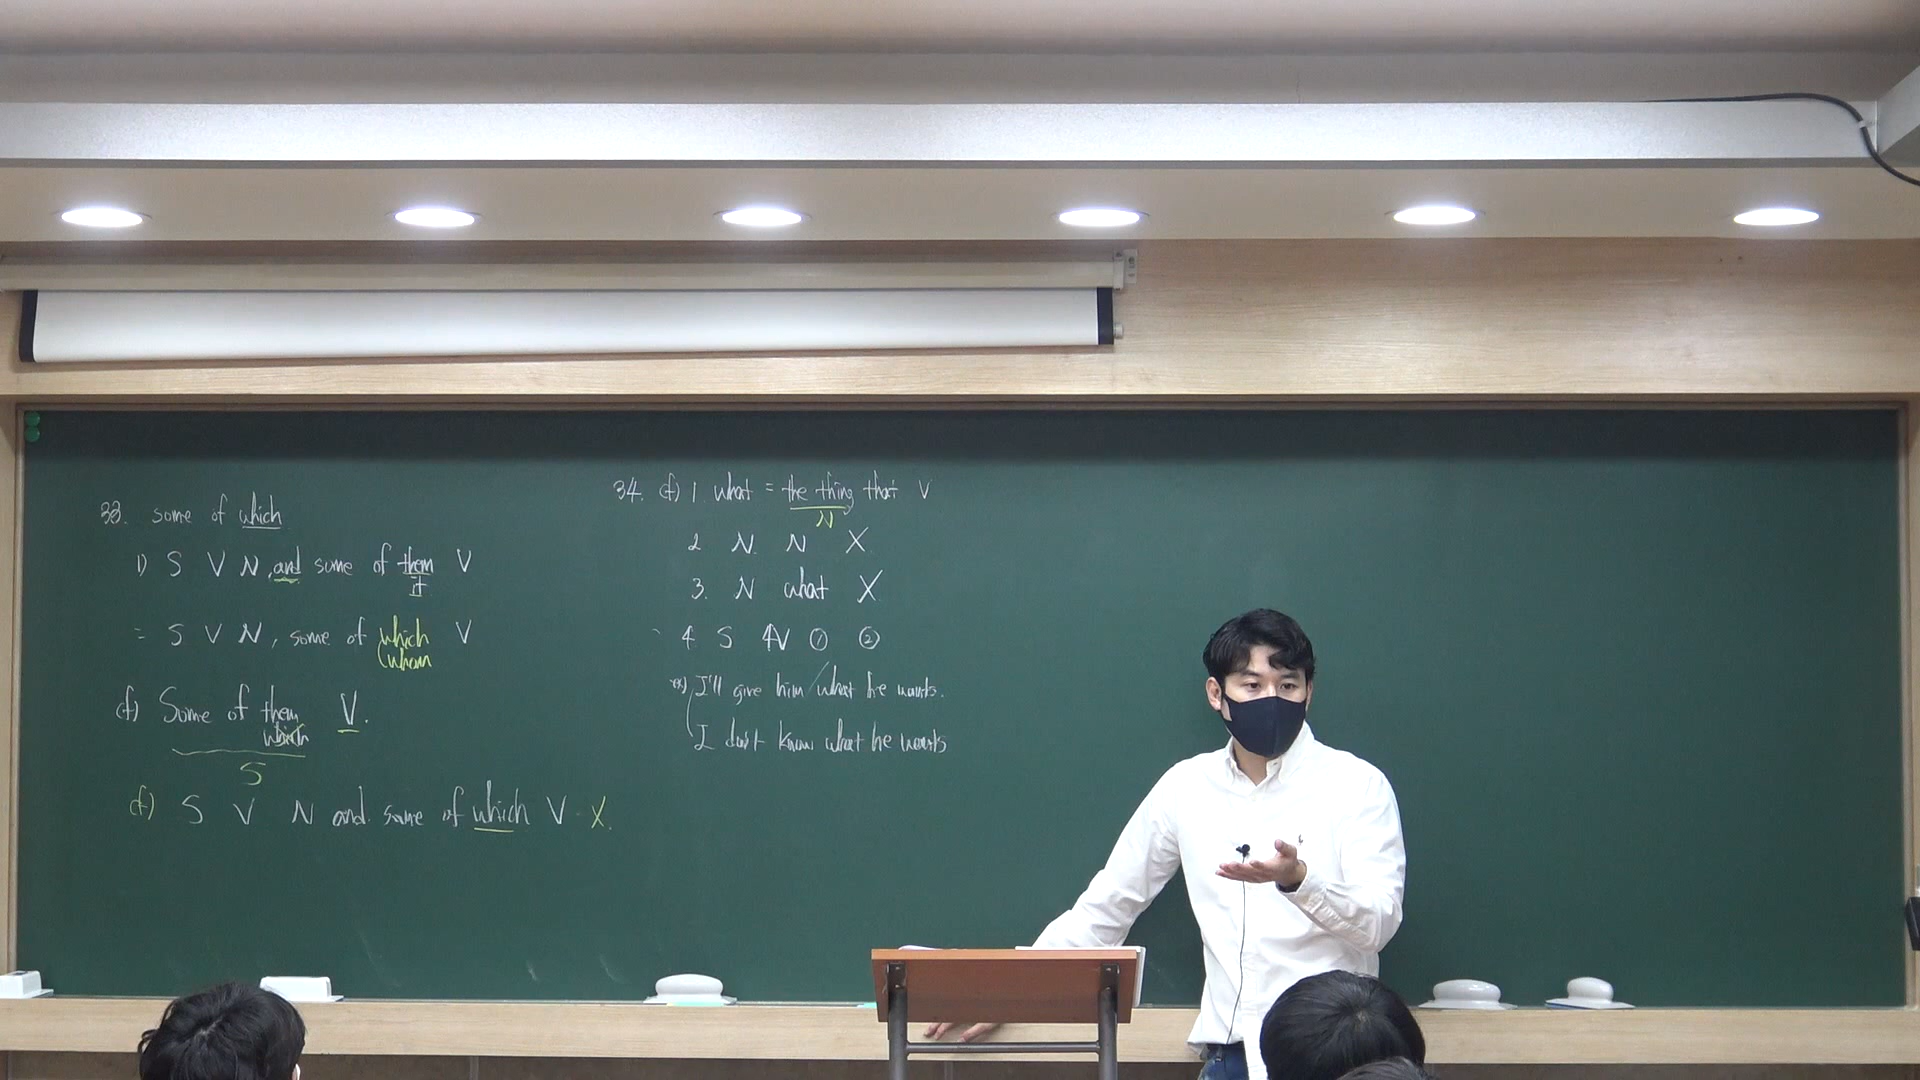 33. some of which
1) S V N, and some of them V
it
= S V N, some of which V
(whom
cf) Some of them V.
which
S
cf) S V N and some of which V X.
34. cf) 1. what = the thing that V
N
2 N N X
3. N what X
4 S 4V ① ②
ex) I'll give him / what he wants.
I don't know what he wants